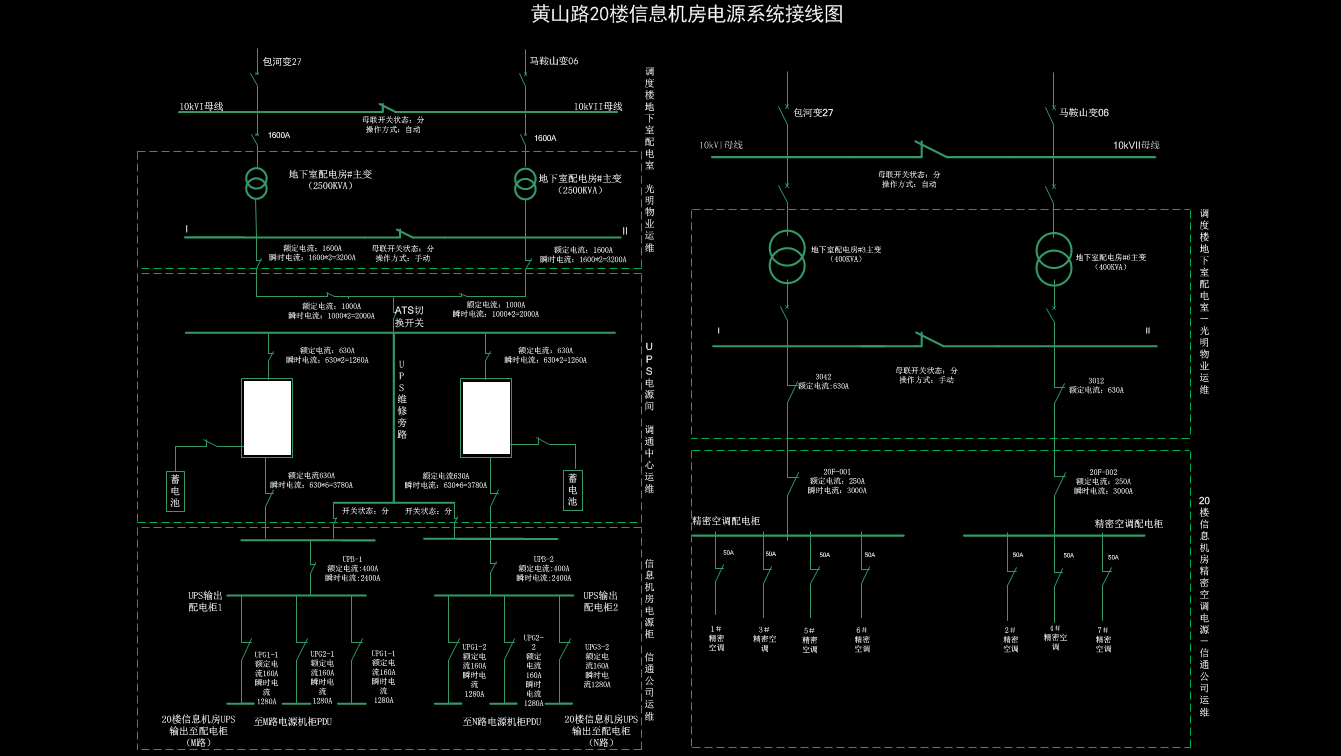 黄山路20楼信息机房电源系统接线图
包河变27
马鞍山变06
10kVI母线
10kVII母线
母联开关状态：分
操作方式：自动
1600A
1600A
地下室配电房#主变
（2500KVA）
地下室配电房#主变
（2500KVA）
I
II
额定电流：1600A
瞬时电流：1600*2=3200A
母联开关状态：分
操作方式：手动
额定电流：1600A
瞬时电流：1600*2=3200A
调度楼地下室配电室 光明物业运维
额定电流：1000A
瞬时电流：1000*2=2000A
ATS切
换开关
额定电流：1000A
瞬时电流：1000*2=2000A
额定电流：630A
瞬时电流：630*2=1260A
额定电流：630A
瞬时电流：630*2=1260A
UPS维修旁路
蓄电池
蓄电池
额定电流630A
瞬时电流：630*6=3780A
额定电流630A
瞬时电流：630*6=3780A
开关状态：分
开关状态：分
UPS电源间 调通中心运维
UPB-1
额定电流:400A
瞬时电流:2400A
UPB-2
额定电流:400A
瞬时电流:2400A
UPS输出
配电柜1
UPS输出
配电柜2
UPG1-1
额定电
流160A
瞬时电
流
1280A
UPG2-1
额定电
流160A
瞬时电
流
1280A
UPG1-1
额定电
流160A
瞬时电
流
1280A
UPG1-2
额定电
流160A
瞬时电
流
1280A
UPG2-
2
额定
电流
160A
瞬时
电流
1280A
UPG3-2
额定电
流160A
瞬时电
流1280A
20楼信息机房UPS
输出至配电柜
（M路）
至M路电源机柜PDU
至N路电源机柜PDU
20楼信息机房UPS
输出至配电柜
（N路）
信息机房电源柜 信通公司运维
包河变27
马鞍山变06
10kVI母线
10kVII母线
母联开关状态：分
操作方式：自动
地下室配电房#3主变
（400KVA）
地下室配电房#6主变
（400KVA）
I
II
母联开关状态：分
操作方式：手动
3042
额定电流:630A
3012
额定电流：630A
调度楼地下室配电室—光明物业运维
20F-001
额定电流：250A
瞬时电流：3000A
20F-002
额定电流：250A
瞬时电流：3000A
精密空调配电柜
精密空调配电柜
50A
50A
50A
50A
50A
50A
50A
1#
精密
空调
3#
精密空
调
5#
精密
空调
6#
精密
空调
2#
精密
空调
4#
精密空
调
7#
精密
空调
20楼信息机房精密空调电源—信通公司运维